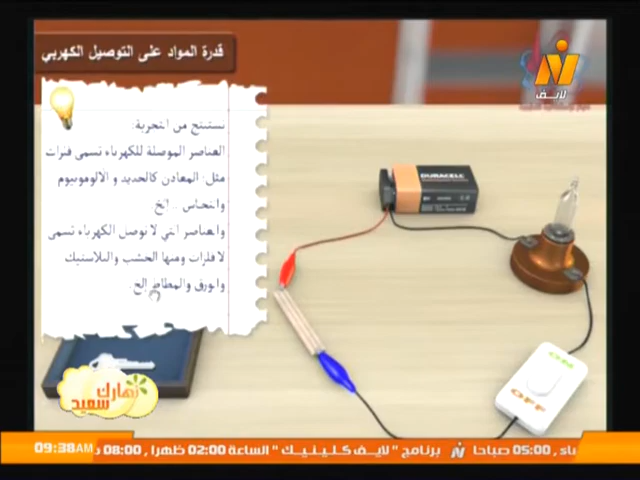 قدرة المواد على التوصيل الكهربي
لايف
نستنتج من التجربة:
العناصر الموصلة للكهرباء تسمى فلزات
مثل: المعادن كالحديد و الالومونيوم
والنحاس .. الخ
والعناصر التي لا توصل الكهرباء تسمى
لا فلزات ومنها الخشب والبلاستيك
والورق والمطاط إلخ.
DURACELL
ON
OFF
نهارك
سعيد
09:38AM
05:00 صباحا
برنامج " لايف كلينيك " الساعة 02:00 ظهرا , 08:00